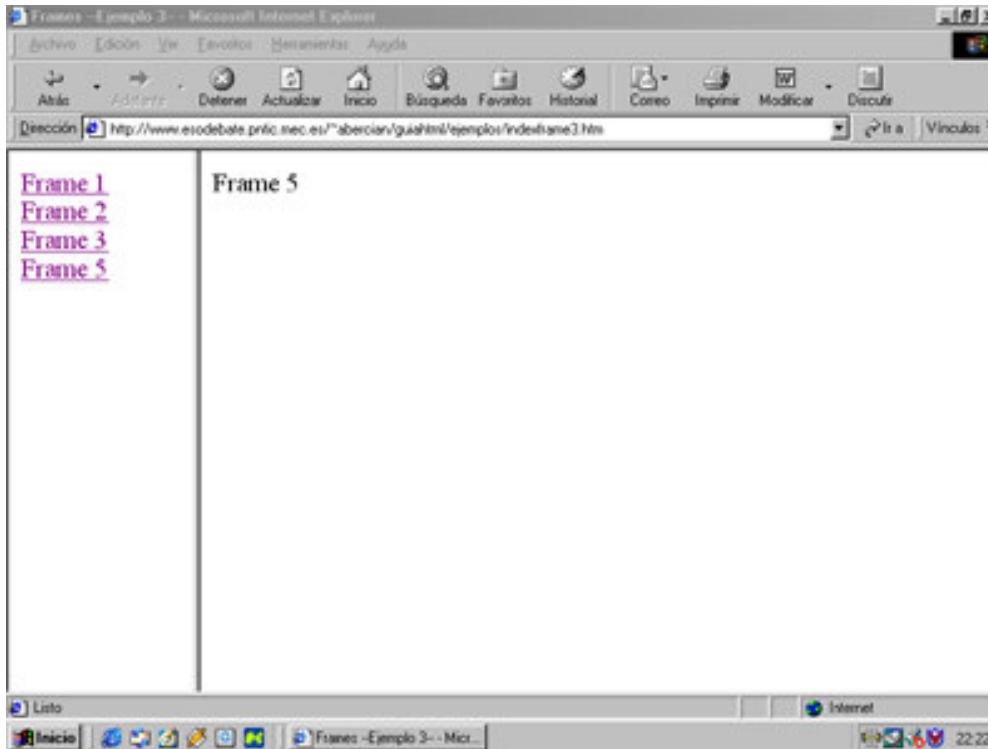 Frames --Ejemplo 3-- - Microsoft Internet Explorer
Archivo Edición Ver Favoritos Herramientas Ayuda
Atrás Adelante Detener Actualizar Inicio Búsqueda Favoritos Historial Correo Imprimir Modificar Discutir
Dirección http://www.esodebate.pntic.mec.es/~abercian/guiahtml/ejemplos/indexframe3.htm Ir a Vínculos
Frame 1
Frame 2
Frame 3
Frame 5
Frame 5
Listo Internet
Inicio Frames --Ejemplo 3-- - Micr... 22:22